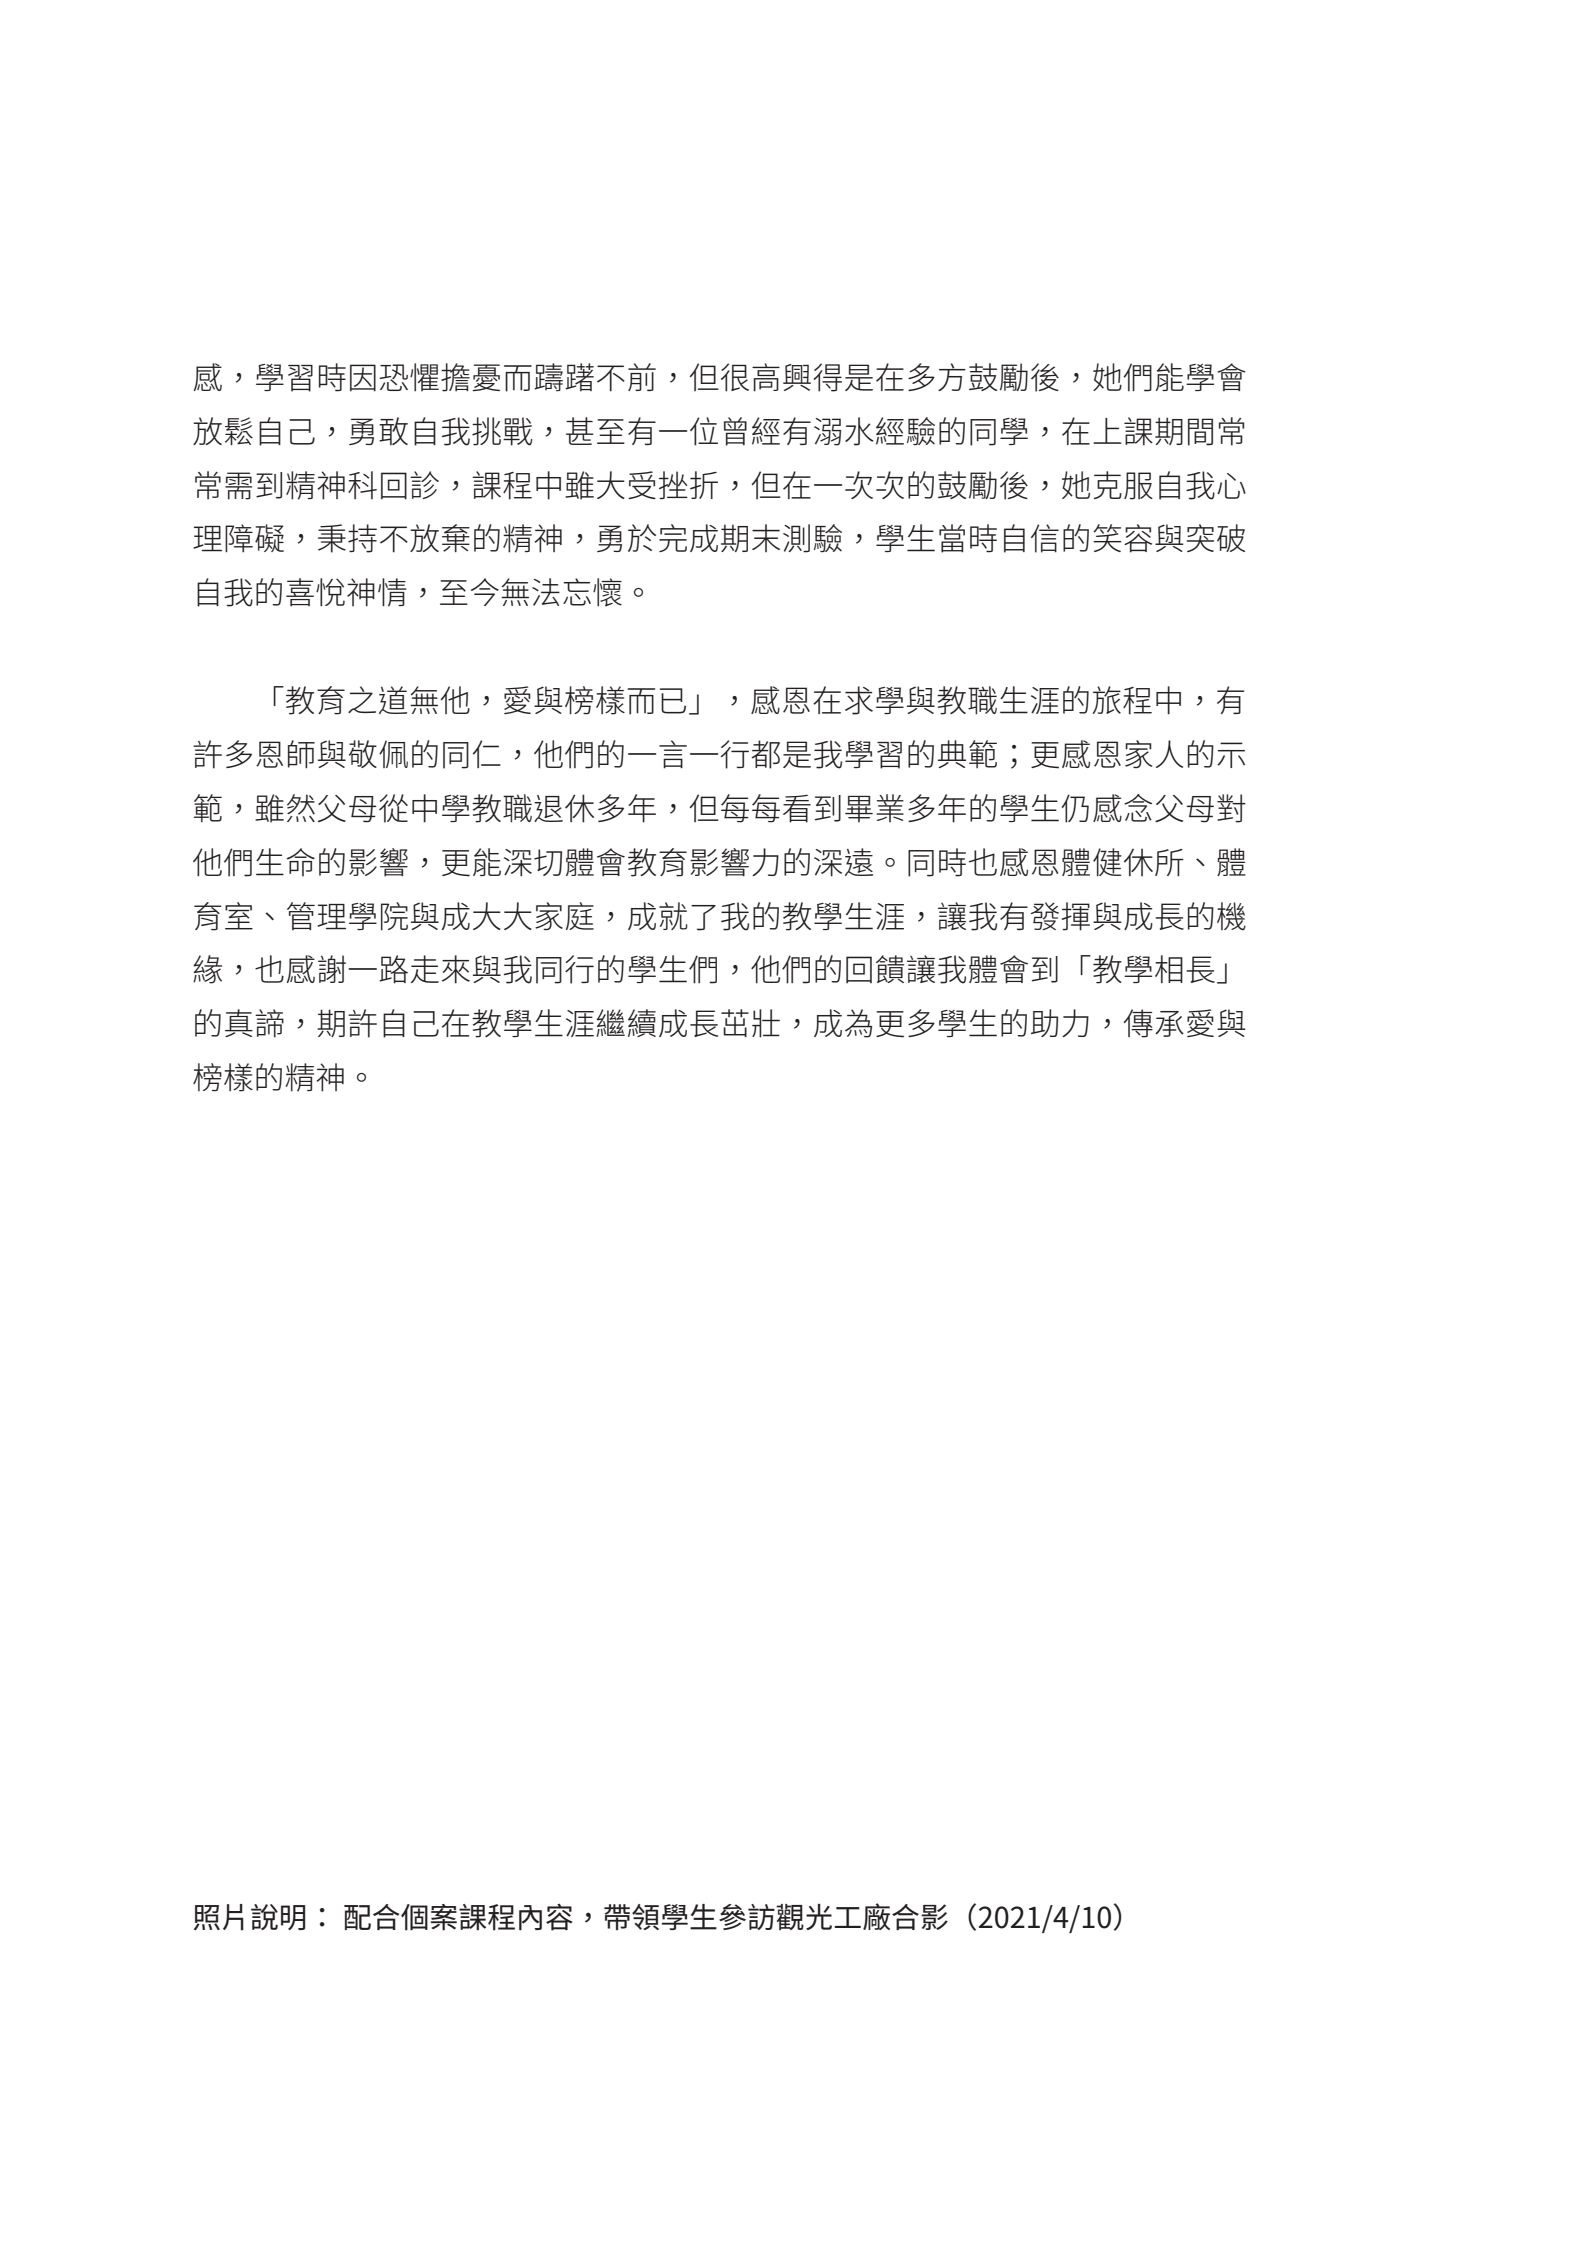 感，學習時因恐懼擔憂而躊躇不前，但很高興得是在多方鼓勵後，她們能學會
放鬆自己，勇敢自我挑戰，甚至有一位曾經有溺水經驗的同學，在上課期間常
常需到精神科回診，課程中雖大受挫折，但在一次次的鼓勵後，她克服自我心
理障礙，秉持不放棄的精神，勇於完成期末測驗，學生當時自信的笑容與突破
自我的喜悅神情，至今無法忘懷。
「教育之道無他，愛與榜樣而已」，感恩在求學與教職生涯的旅程中，有
許多恩師與敬佩的同仁，他們的一言一行都是我學習的典範；更感恩家人的示
範，雖然父母從中學教職退休多年，但每每看到畢業多年的學生仍感念父母對
他們生命的影響，更能深切體會教育影響力的深遠。同時也感恩體健休所、體
育室、管理學院與成大大家庭，成就了我的教學生涯，讓我有發揮與成長的機
緣，也感謝一路走來與我同行的學生們，他們的回饋讓我體會到「教學相長」
的真諦，期許自己在教學生涯繼續成長茁壯，成為更多學生的助力，傳承愛與
榜樣的精神。
照片說明： 配合個案課程內容，帶領學生參訪觀光工廠合影（2021/4/10）